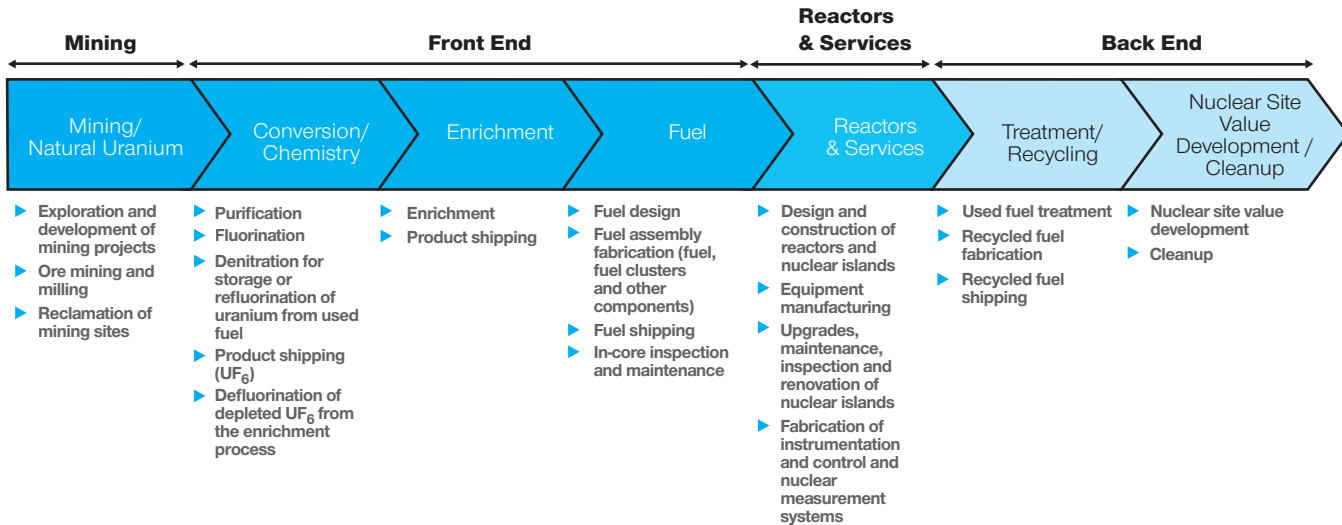 Mining
Front End
Reactors
& Services
Back End
Mining/
Natural Uranium
Conversion/
Chemistry
Enrichment
Fuel
Reactors
& Services
Treatment/
Recycling
Nuclear Site
Value
Development /
Cleanup
Exploration and
development of
mining projects
Ore mining and
milling
Reclamation of
mining sites
Purification
Fluorination
Denitration for
storage or
refluorination of
uranium from used
fuel
Product shipping
(UF6)
Defluorination of
depleted UF6 from
the enrichment
process
Enrichment
Product shipping
Fuel design
Fuel assembly
fabrication (fuel,
fuel clusters
and other
components)
Fuel shipping
In-core inspection
and maintenance
Design and
construction of
reactors and
nuclear islands
Equipment
manufacturing
Upgrades,
maintenance,
inspection and
renovation of
nuclear islands
Fabrication of
instrumentation
and control and
nuclear
measurement
systems
Used fuel treatment
Recycled fuel
fabrication
Recycled fuel
shipping
Nuclear site value
development
Cleanup